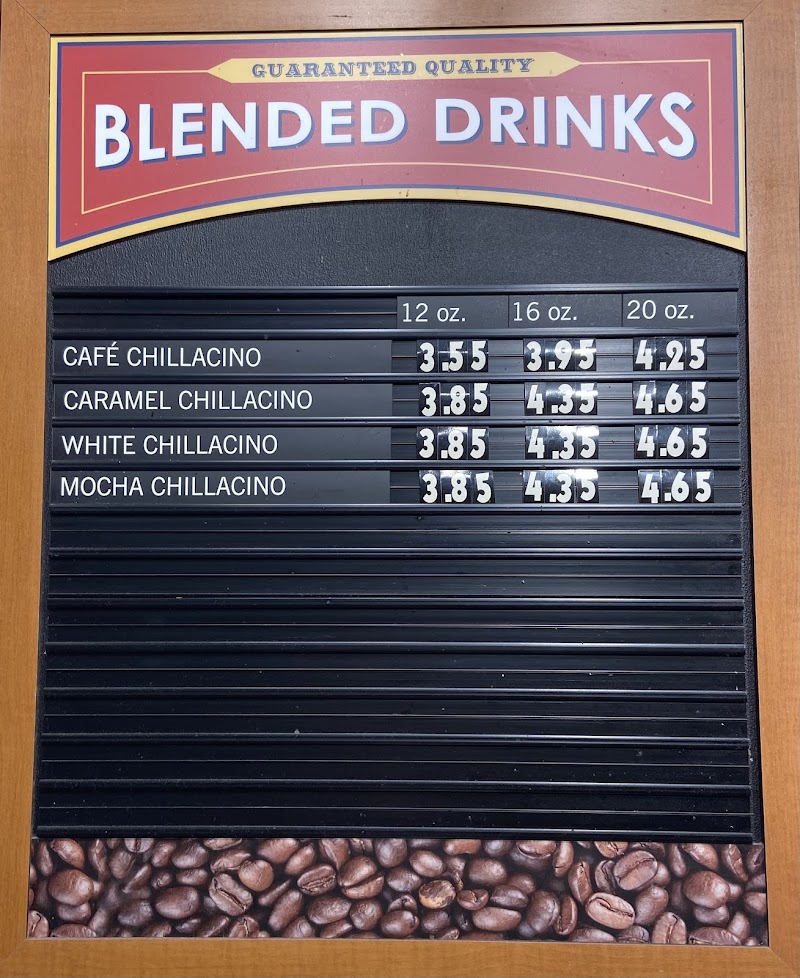 GUARANTEED QUALITY
BLENDED DRINKS
12 oz. 16 oz. 20 oz.
CAFÉ CHILLACINO 3.55 3.95 4.25
CARAMEL CHILLACINO 3.85 4.35 4.65
WHITE CHILLACINO 3.85 4.35 4.65
MOCHA CHILLACINO 3.85 4.35 4.65